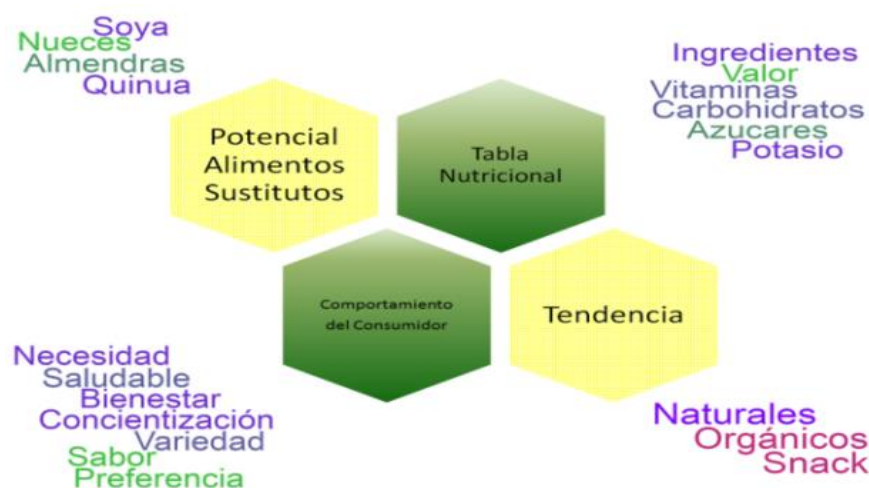 Soya
Nueces
Almendras
Quinua
Ingredientes
Valor
Vitaminas
Carbohidratos
Azucares
Potasio
Potencial
Alimentos
Sustitutos
Tabla
Nutricional
Comportamiento
del Consumidor
Tendencia
Necesidad
Saludable
Bienestar
Concientización
Variedad
Sabor
Preferencia
Naturales
Orgánicos
Snack